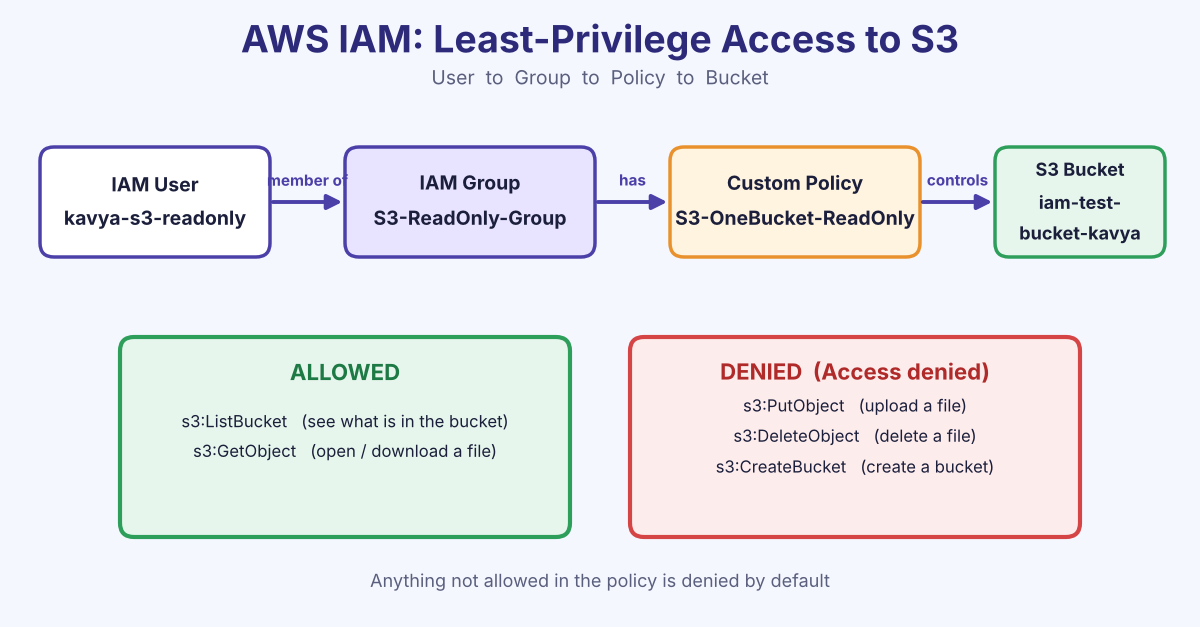 AWS IAM: Least-Privilege Access to S3
User to Group to Policy to Bucket
IAM User
kavya-s3-readonly
member of
IAM Group
S3-ReadOnly-Group
has
Custom Policy
S3-OneBucket-ReadOnly
controls
S3 Bucket
iam-test-
bucket-kavya
ALLOWED
s3:ListBucket (see what is in the bucket)
s3:GetObject (open / download a file)
DENIED (Access denied)
s3:PutObject (upload a file)
s3:DeleteObject (delete a file)
s3:CreateBucket (create a bucket)
Anything not allowed in the policy is denied by default